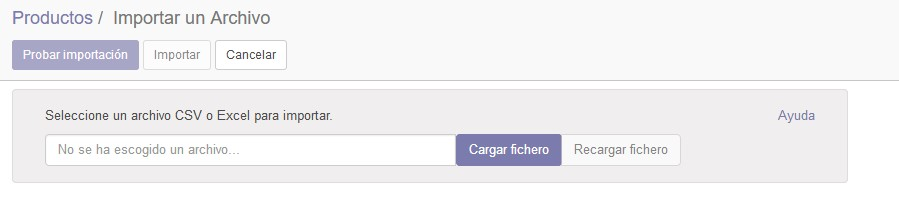 Productos / Importar un Archivo
Probar importación Importar Cancelar
Seleccione un archivo CSV o Excel para importar. Ayuda
No se ha escogido un archivo... Cargar fichero Recargar fichero